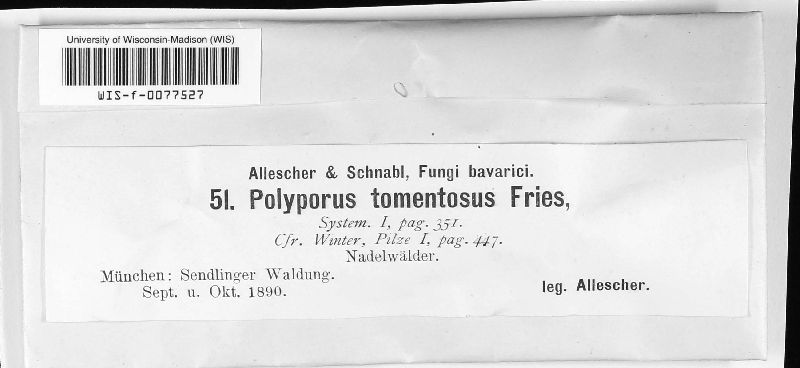 University of Wisconsin-Madison (WIS)
WIS-f-0077527
Allescher & Schnabl, Fungi bavarici.
51. Polyporus tomentosus Fries,
System. I, pag. 351.
Cfr. Winter, Pilze I, pag. 447.
Nadelwälder.
München: Sendlinger Waldung.
Sept. u. Okt. 1890.
leg. Allescher.